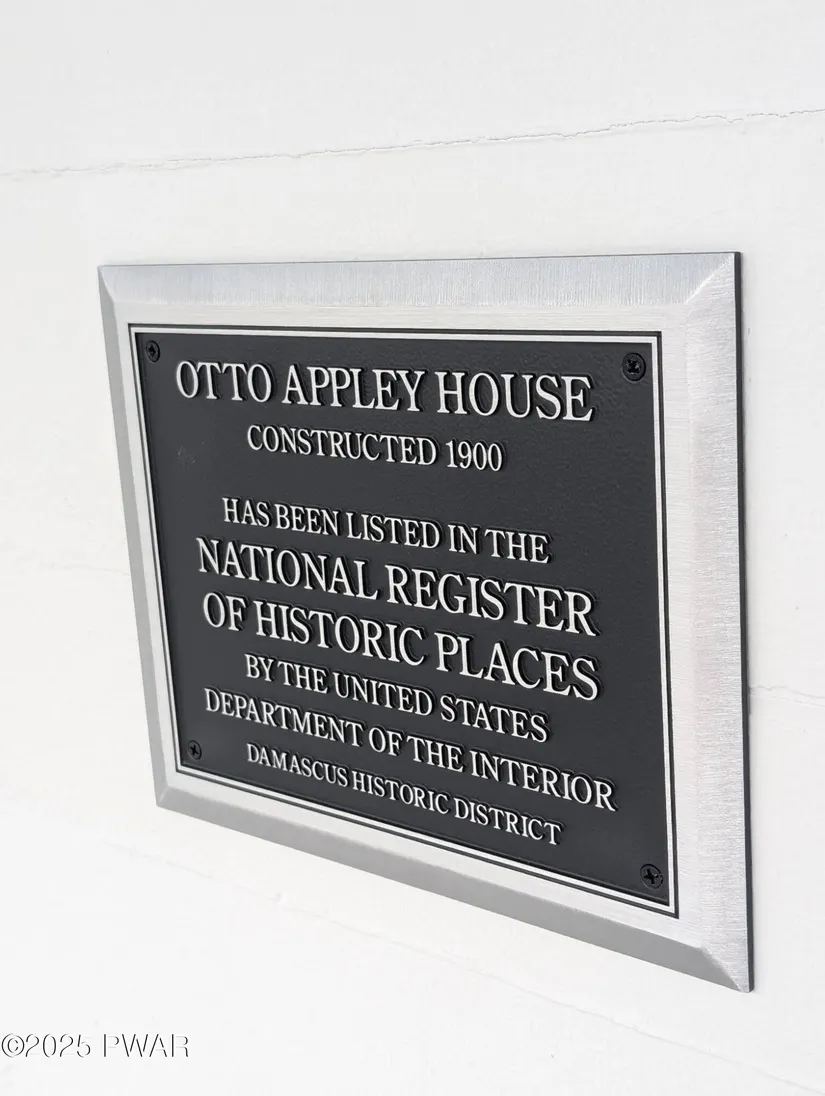 OTTO APPLEY HOUSE
CONSTRUCTED 1900
HAS BEEN LISTED IN THE
NATIONAL REGISTER
OF HISTORIC PLACES
BY THE UNITED STATES
DEPARTMENT OF THE INTERIOR
DAMASCUS HISTORIC DISTRICT
©2025 PWAR